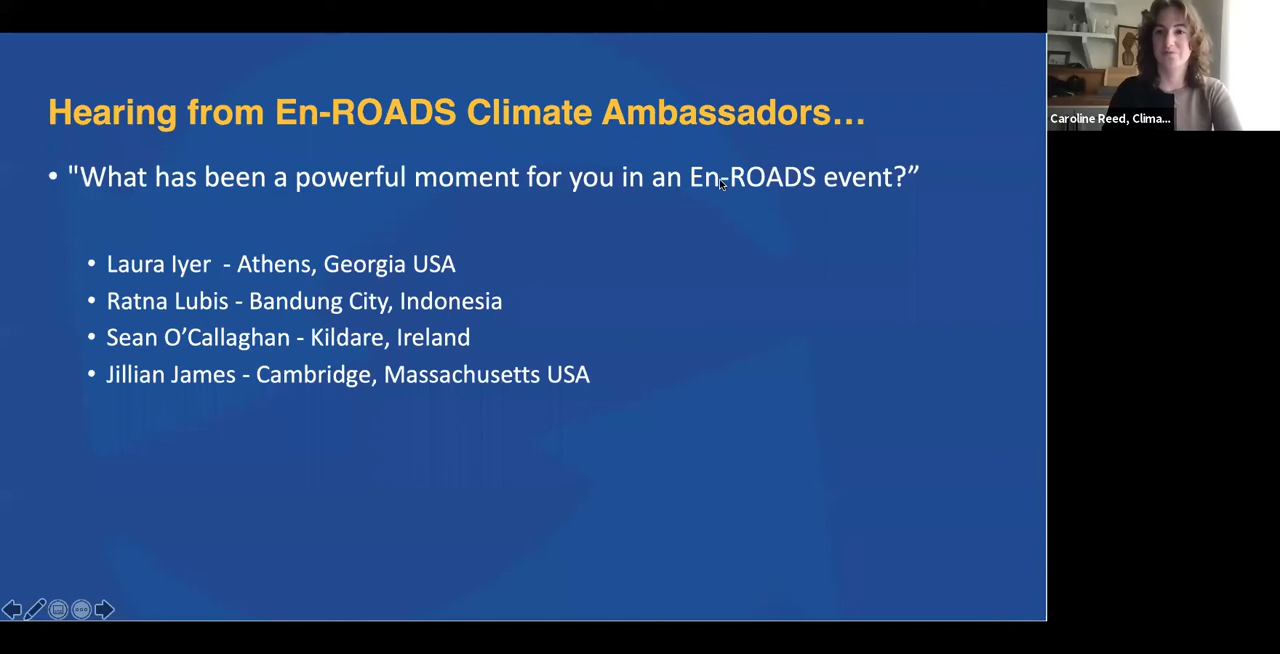 Hearing from En-ROADS Climate Ambassadors...
• "What has been a powerful moment for you in an En-ROADS event?”
• Laura Iyer - Athens, Georgia USA
• Ratna Lubis - Bandung City, Indonesia
• Sean O’Callaghan - Kildare, Ireland
• Jillian James - Cambridge, Massachusetts USA
Caroline Reed, Clima...